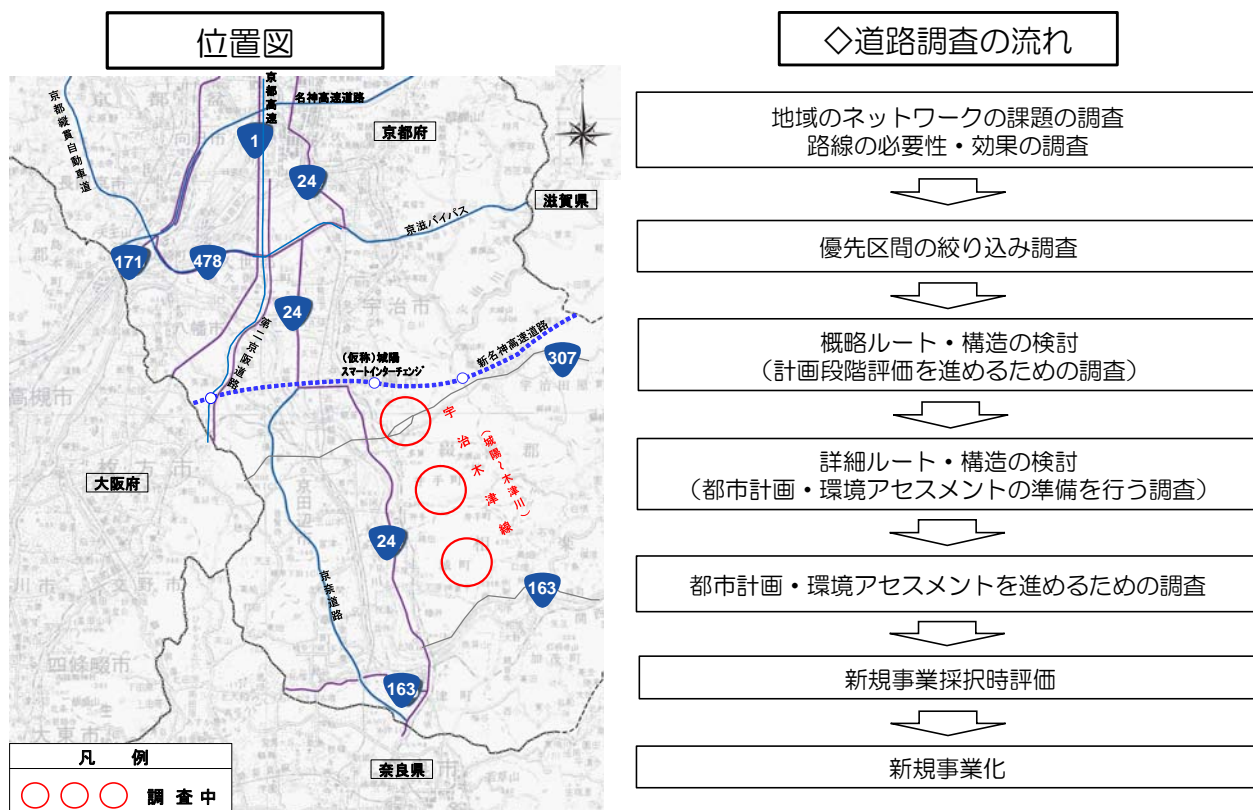 位置図
京都高速
名神高速道路
京都府
京都縦貫自動車道
1
24
滋賀県
京滋バイパス
171
478
24
宇治市
第二京阪道路
(仮称)城陽
スマートインターチェンジ
新名神高速道路
307
高槻市
宇治木津線
(城陽~木津川)
大阪府
24
京奈道路
163
四條畷市
163
大東市
奈良県
凡 例
調 査 中
◇道路調査の流れ
地域のネットワークの課題の調査
路線の必要性・効果の調査
優先区間の絞り込み調査
概略ルート・構造の検討
(計画段階評価を進めるための調査)
詳細ルート・構造の検討
(都市計画・環境アセスメントの準備を行う調査)
都市計画・環境アセスメントを進めるための調査
新規事業採択時評価
新規事業化